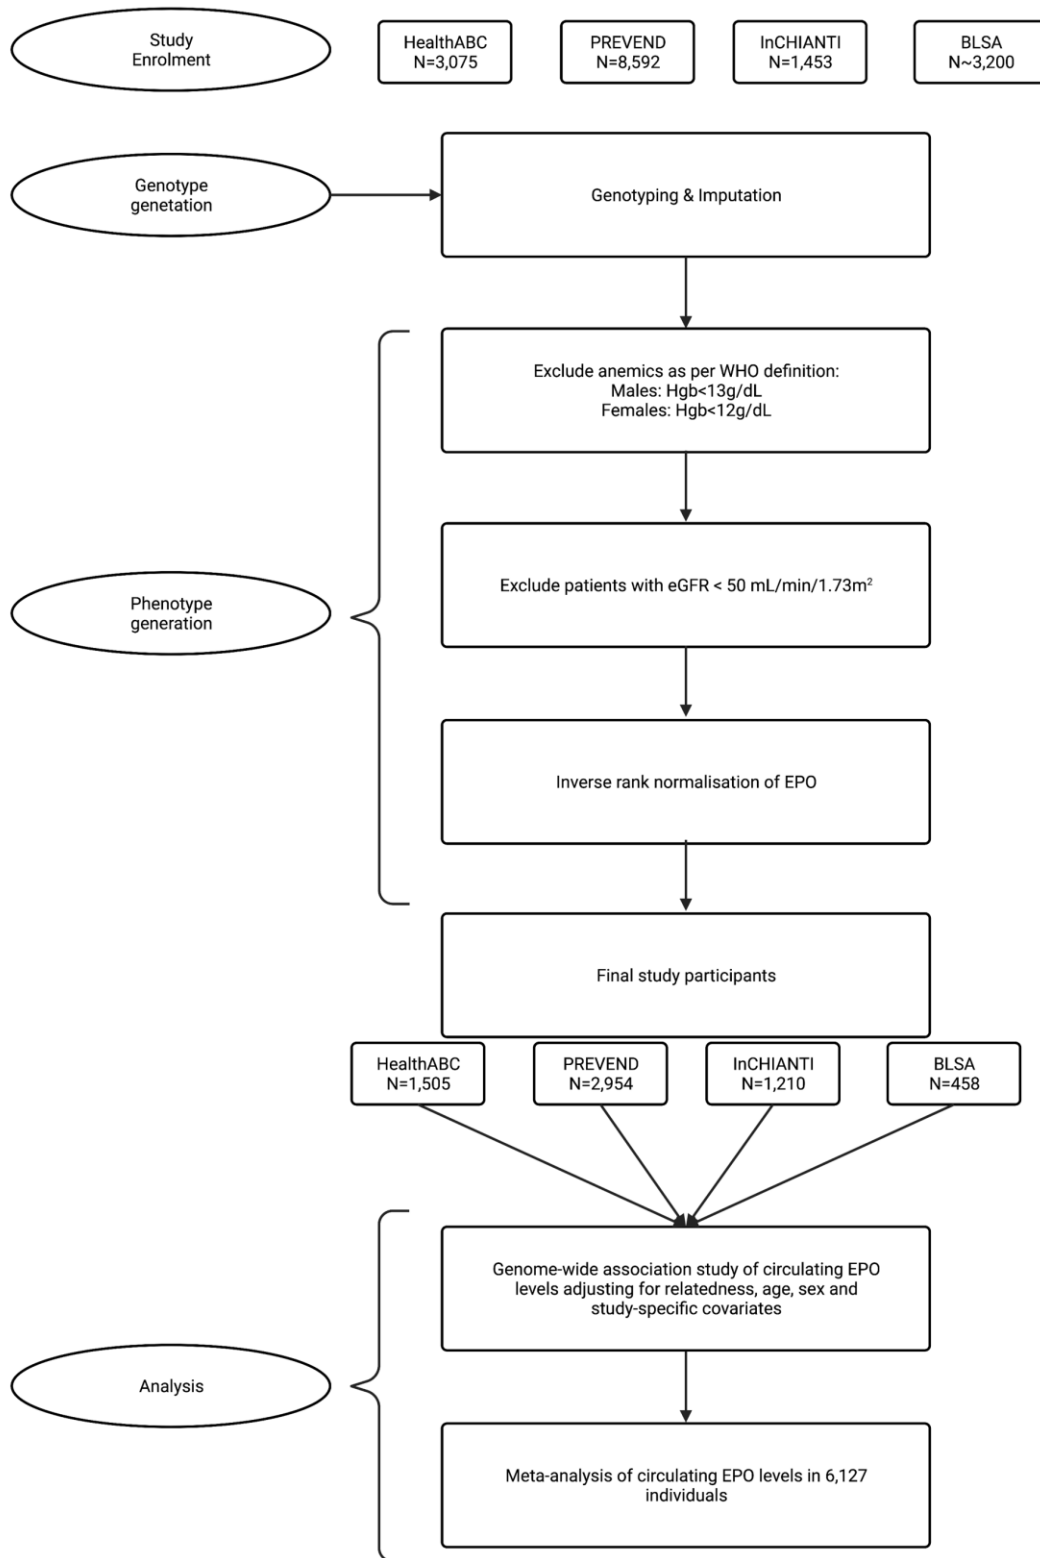 Study
Enrolment
HealthABC
N=3,075
PREVEND
N=8,592
InCHIANTI
N=1,453
BLSA
N~3,200
Genotype
genetation
Genotyping & Imputation
Exclude anemics as per WHO definition:
Males: Hgb<13g/dL
Females: Hgb<12g/dL
Exclude patients with eGFR < 50 mL/min/1.73m²
Phenotype
generation
Inverse rank normalisation of EPO
Final study participants
HealthABC
N=1,505
PREVEND
N=2,954
InCHIANTI
N=1,210
BLSA
N=458
Genome-wide association study of circulating EPO
levels adjusting for relatedness, age, sex and
study-specific covariates
Analysis
Meta-analysis of circulating EPO levels in 6,127
individuals